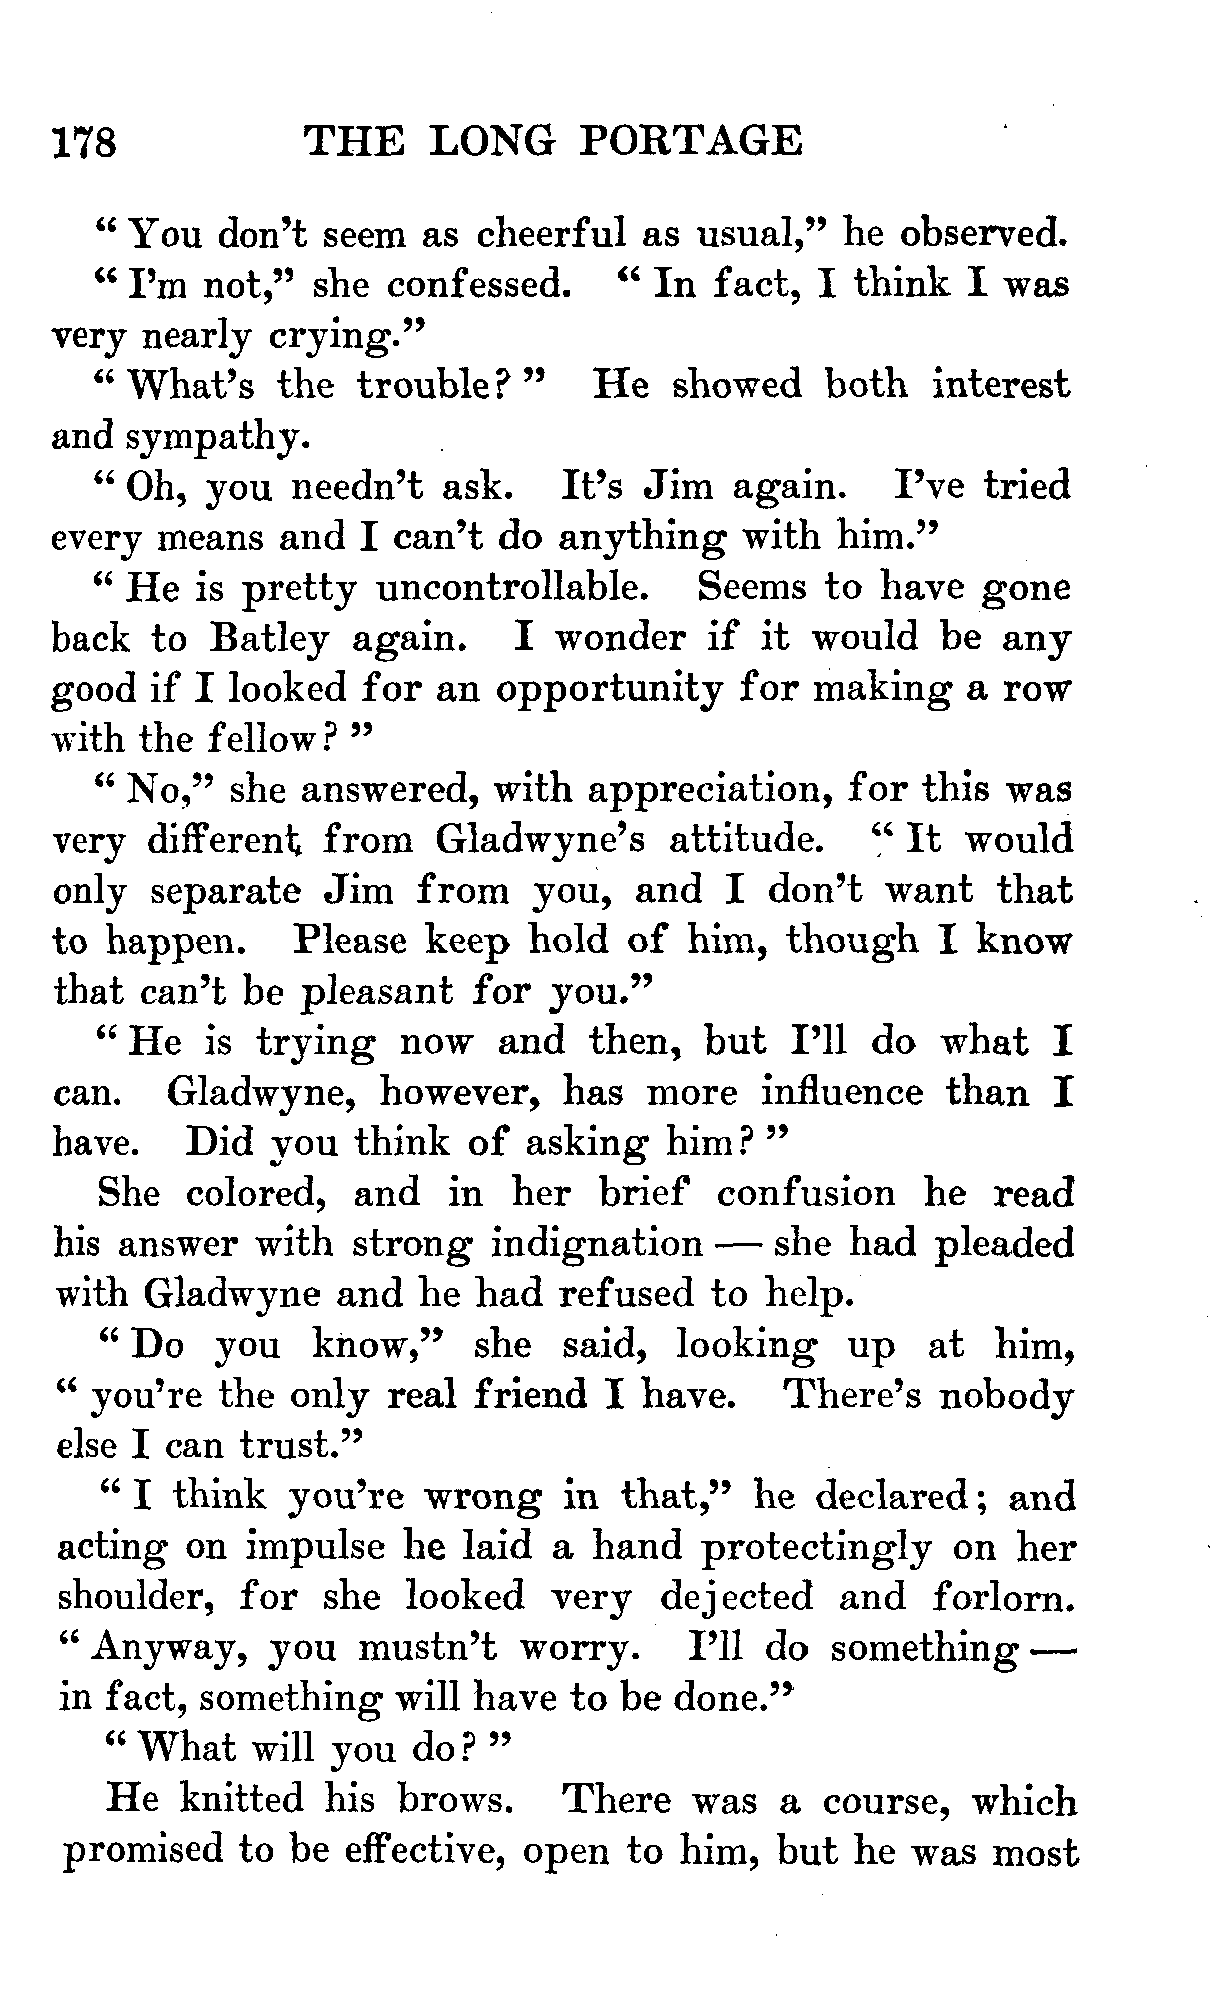 178 THE LONG PORTAGE
“ You don't seem as cheerful as usual,” he observed.
“ I'm not,” she confessed. “ In fact, I think I was
very nearly crying.”
“ What's the trouble? ” He showed both interest
and sympathy.
“ Oh, you needn't ask. It's Jim again. I've tried
every means and I can't do anything with him.”
“ He is pretty uncontrollable. Seems to have gone
back to Batley again. I wonder if it would be any
good if I looked for an opportunity for making a row
with the fellow? ”
“ No,” she answered, with appreciation, for this was
very different from Gladwyne's attitude. “ It would
only separate Jim from you, and I don't want that
to happen. Please keep hold of him, though I know
that can't be pleasant for you.”
“ He is trying now and then, but I'll do what I
can. Gladwyne, however, has more influence than I
have. Did you think of asking him? ”
She colored, and in her brief confusion he read
his answer with strong indignation — she had pleaded
with Gladwyne and he had refused to help.
“ Do you know,” she said, looking up at him,
“ you're the only real friend I have. There's nobody
else I can trust.”
“ I think you're wrong in that,” he declared; and
acting on impulse he laid a hand protectingly on her
shoulder, for she looked very dejected and forlorn.
“ Anyway, you mustn't worry. I'll do something —
in fact, something will have to be done.”
“ What will you do? ”
He knitted his brows. There was a course, which
promised to be effective, open to him, but he was most